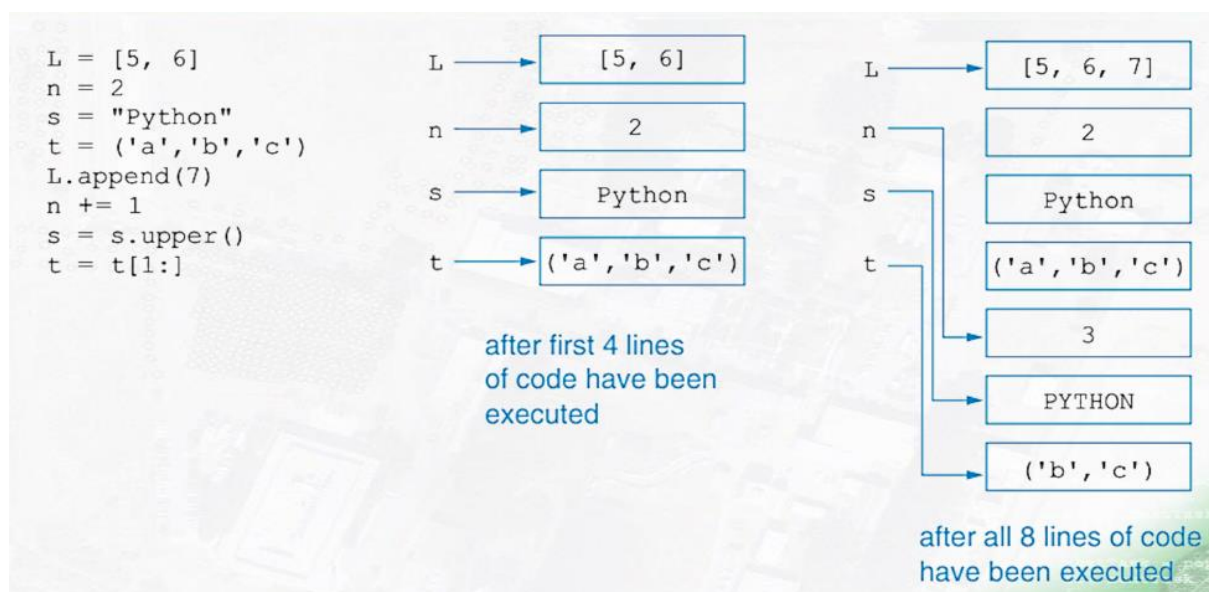 L = [5, 6]
n = 2
s = "Python"
t = ('a','b','c')
L.append(7)
n += 1
s = s.upper()
t = t[1:]
L
[5, 6]
n
2
s
Python
t
('a','b','c')
after first 4 lines
of code have been
executed
L
[5, 6, 7]
n
2
s
Python
t
('a','b','c')
3
PYTHON
('b','c')
after all 8 lines of code
have been executed